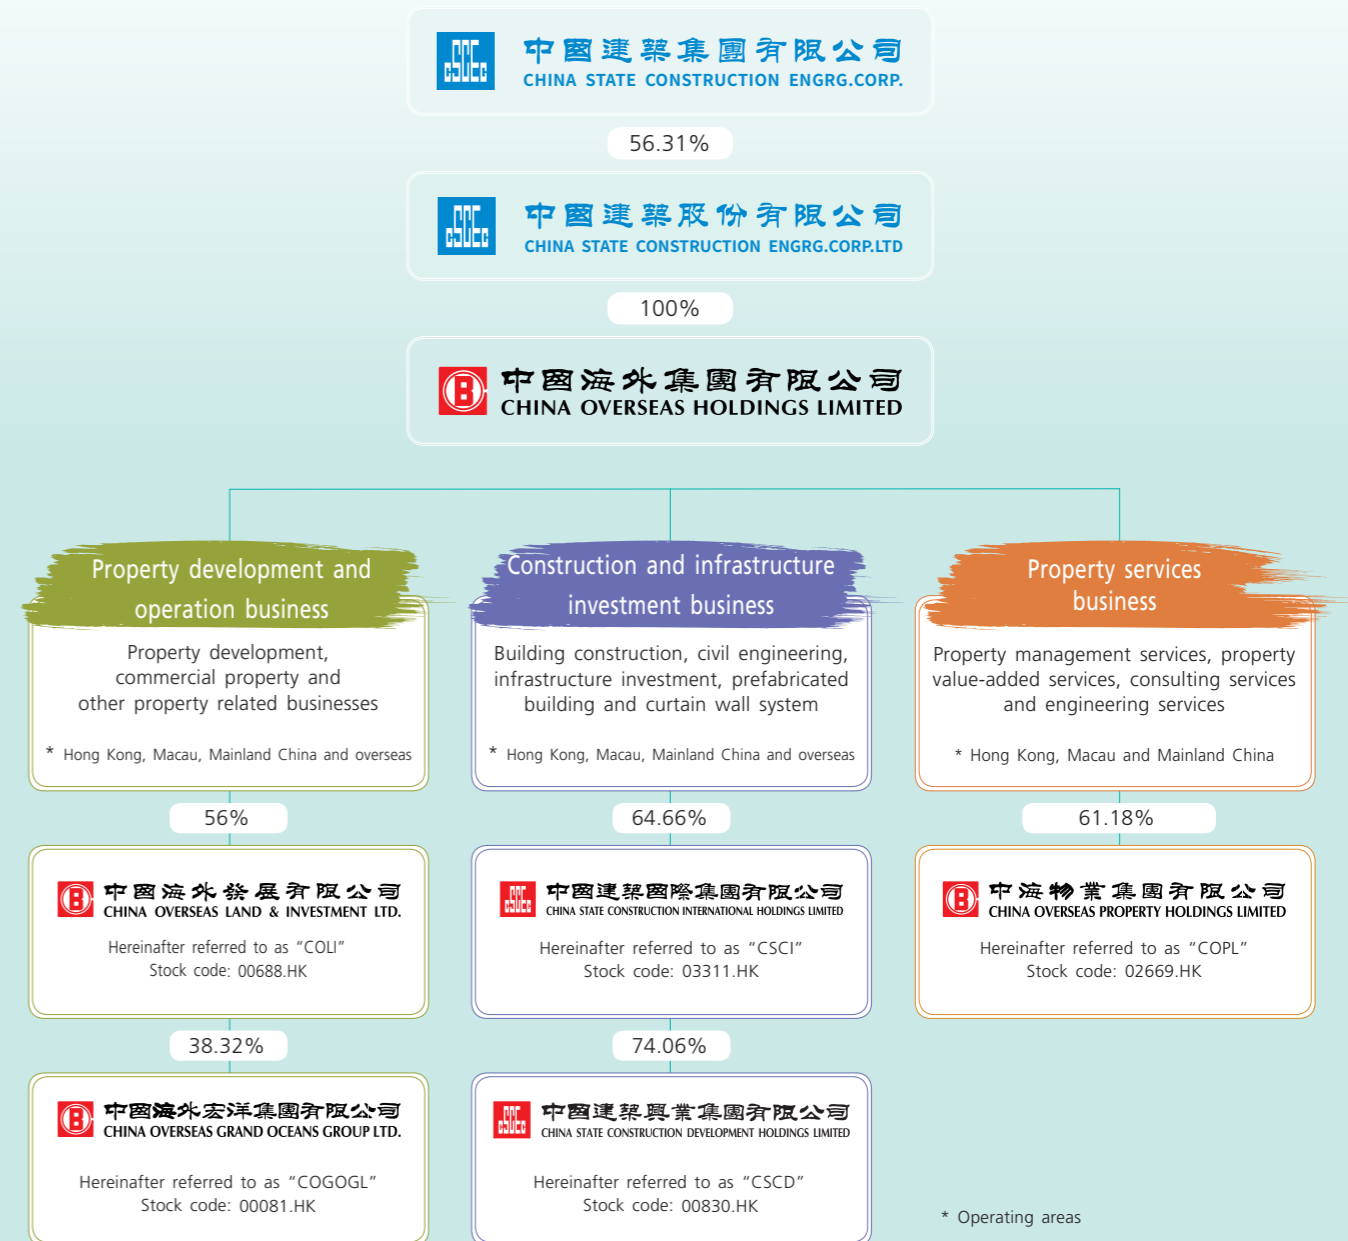 中國建築集團有限公司
CHINA STATE CONSTRUCTION ENGRG.CORP.
56.31%
中國建築股份有限公司
CHINA STATE CONSTRUCTION ENGRG.CORP.LTD
100%
中國海外集團有限公司
CHINA OVERSEAS HOLDINGS LIMITED
Property development and
operation business
Property development,
commercial property and
other property related businesses
* Hong Kong, Macau, Mainland China and overseas
56%
中國海外發展有限公司
CHINA OVERSEAS LAND & INVESTMENT LTD.
Hereinafter referred to as “COLI”
Stock code: 00688.HK
38.32%
中國海外宏洋集團有限公司
CHINA OVERSEAS GRAND OCEANS GROUP LTD.
Hereinafter referred to as “COGOGL”
Stock code: 00081.HK
Construction and infrastructure
investment business
Building construction, civil engineering,
infrastructure investment, prefabricated
building and curtain wall system
* Hong Kong, Macau, Mainland China and overseas
64.66%
中國建築國際集團有限公司
CHINA STATE CONSTRUCTION INTERNATIONAL HOLDINGS LIMITED
Hereinafter referred to as “CSCI”
Stock code: 03311.HK
74.06%
中國建築興業集團有限公司
CHINA STATE CONSTRUCTION DEVELOPMENT HOLDINGS LIMITED
Hereinafter referred to as “CSCD”
Stock code: 00830.HK
Property services
business
Property management services, property
value-added services, consulting services
and engineering services
* Hong Kong, Macau and Mainland China
61.18%
中海物業集團有限公司
CHINA OVERSEAS PROPERTY HOLDINGS LIMITED
Hereinafter referred to as “COPL”
Stock code: 02669.HK
* Operating areas